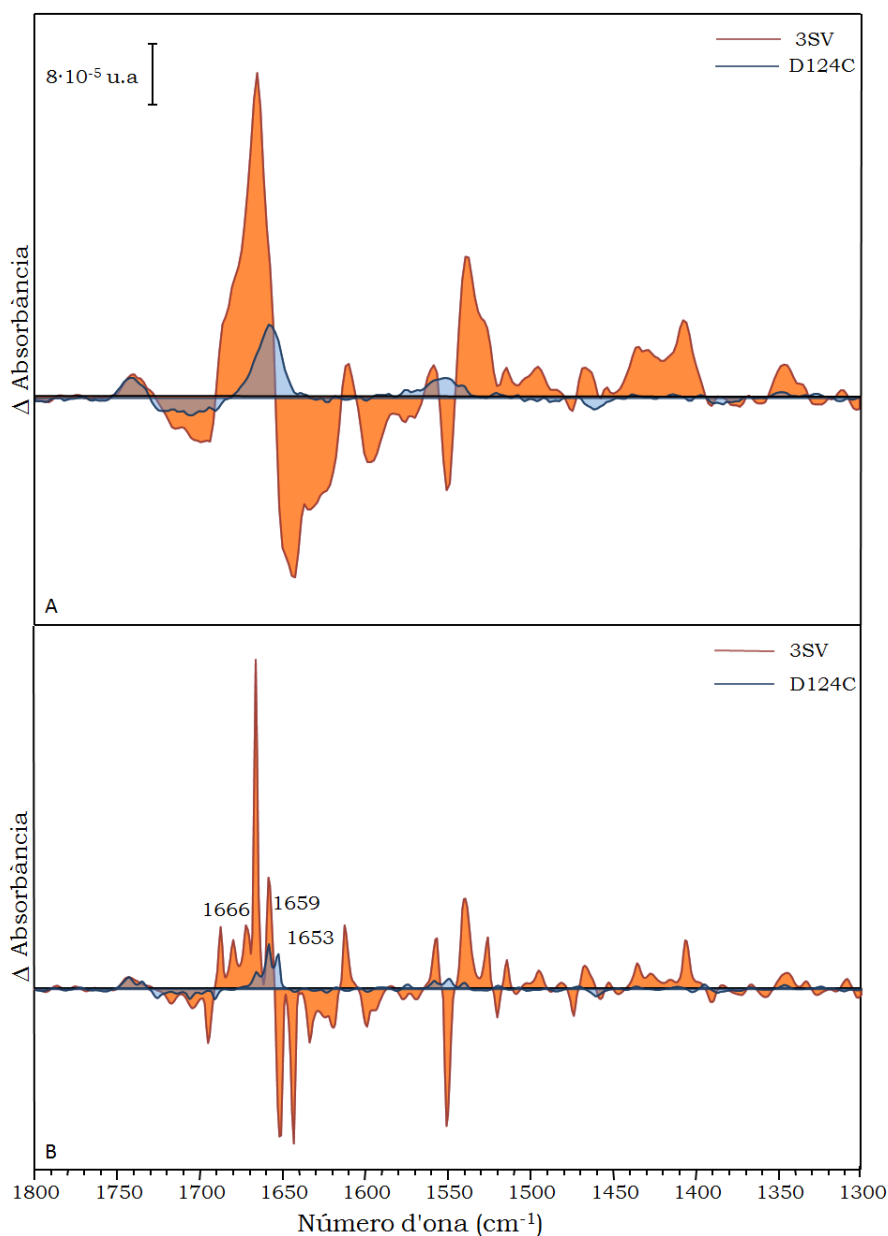 3SV
D124C
8·10⁻⁵ u.a
Δ Absorbància
A
3SV
D124C
1666
1659
1653
Δ Absorbància
B
1800 1750 1700 1650 1600 1550 1500 1450 1400 1350 1300
Número d'ona (cm⁻¹)